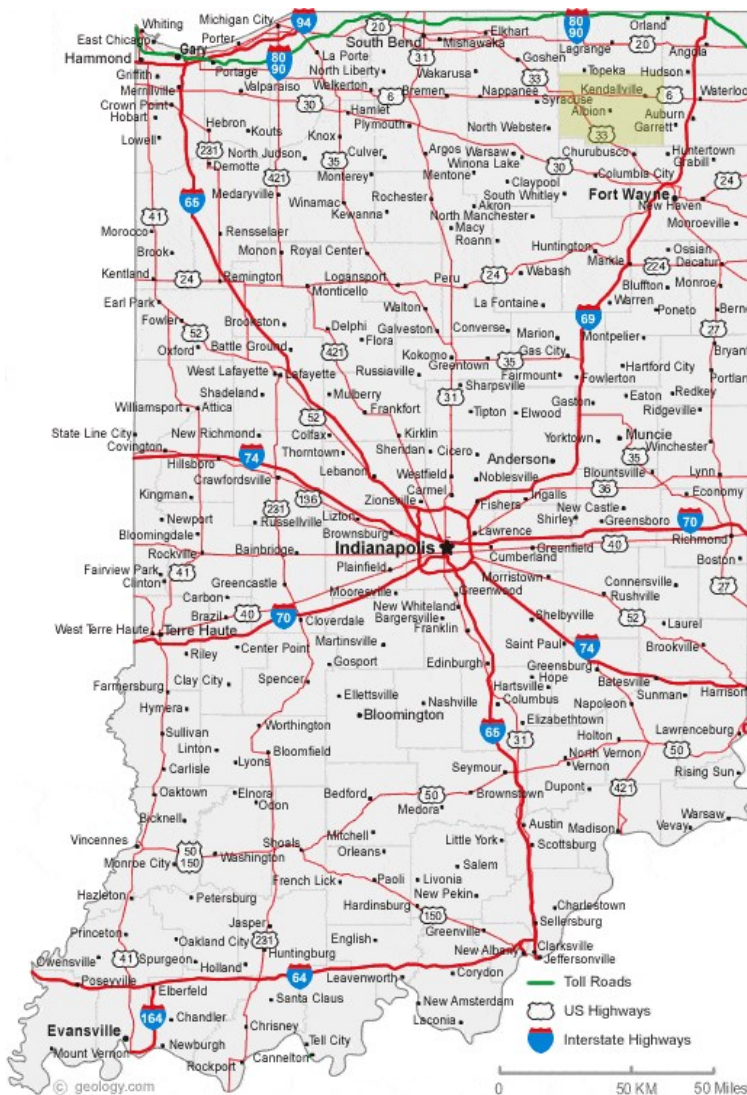 Whiting
Michigan City
94
20
80
90
Orland
East Chicago
Porter
South Bend
Elkhart
Mishawaka
Lagrange
20
Angola
Gary
Hammond
La Porte
31
Goshen
80
90
Griffith
Portage
North Liberty
Wakarusa
33
Topeka
Hudson
Merrillville
Valparaiso
Walkerton
6
Bremen
Nappanee
Kendallville
6
Waterloo
Crown Point
30
Hamlet
Syracuse
Albion
Auburn
Hobart
Hebron
Kouts
Plymouth
North Webster
33
Garrett
Lowell
Knox
231
North Judson
35
Culver
Argos
Warsaw
30
Churubusco
Huntertown
Demotte
421
Winona Lake
Grabill
Monterey
Mentone
Claypool
Columbia City
24
65
Medaryville
Winamac
Rochester
South Whitley
Fort Wayne
41
Kewanna
Akron
New Haven
North Manchester
Morocco
Rensselaer
Macy
Monroeville
Roann
Brook
Monon
Royal Center
Huntington
Ossian
Markle
224
Decatur
Kentland
24
Remington
Logansport
Peru
24
Wabash
Bluffton
Monroe
Monticello
Earl Park
Walton
La Fontaine
Warren
Poneto
Berne
Fowler
52
Brookston
Delphi
Galveston
Converse
Marion
69
Montpelier
27
Oxford
Battle Ground
421
Flora
Kokomo
Gas City
Bryant
West Lafayette
Lafayette
Russiaville
Greentown
35
Hartford City
Fairmount
Fowlerton
Portland
Shadeland
Mulberry
Sharpsville
Eaton
Redkey
31
Gaston
Williamsport
Attica
52
Frankfort
Tipton
Elwood
Ridgeville
State Line City
New Richmond
Colfax
Kirklin
Yorktown
Muncie
Covington
74
Thorntown
Sheridan
Cicero
Anderson
35
Winchester
Hillsboro
Lebanon
Westfield
Noblesville
Blountsville
Lynn
Crawfordsville
Carmel
36
Kingman
231
136
Zionsville
Fishers
Ingalls
Economy
Newport
Lizton
New Castle
Russellville
Shirley
Greensboro
70
Bloomingdale
Brownsburg
Lawrence
Richmond
Rockville
Bainbridge
Indianapolis
Greenfield
40
Cumberland
Boston
Fairview Park
41
Plainfield
Clinton
Greencastle
Morristown
Connersville
27
Carbon
Mooresville
Greenwood
Rushville
Brazil
40
70
Cloverdale
New Whiteland
Shelbyville
52
Laurel
West Terre Haute
Terre Haute
Bargersville
Franklin
Martinsville
Saint Paul
74
Brookville
Riley
Center Point
Gosport
Edinburgh
Greensburg
Clay City
Spencer
Hope
Batesville
Farmersburg
Hartsville
Sunman
Harrison
Ellettsville
Nashville
Columbus
Napoleon
Hymera
Bloomington
Elizabethtown
Worthington
65
Lawrenceburg
Sullivan
31
Holton
Linton
Bloomfield
North Vernon
50
Carlisle
Lyons
Seymour
Vernon
Rising Sun
Oaktown
Elnora
Bedford
50
Brownstown
Dupont
421
Odon
Medora
Bicknell
Mitchell
Austin
Madison
Warsaw
Vevay
Vincennes
50
150
Shoals
Orleans
Little York
Scottsburg
Monroe City
Washington
Salem
French Lick
Paoli
Livonia
Hazleton
Petersburg
New Pekin
Hardinsburg
150
Charlestown
Jasper
Sellersburg
Princeton
231
English
Greenville
Oakland City
Clarksville
41
Spurgeon
Huntingburg
New Albany
Jeffersonville
Owensville
Holland
64
Leavenworth
Corydon
Poseyville
Toll Roads
Elberfeld
Santa Claus
New Amsterdam
US Highways
164
Chandler
Chrisney
Laconia
Evansville
Tell City
Interstate Highways
Mount Vernon
Newburgh
Cannelton
Rockport
© geology.com
0 50 KM 50 Miles